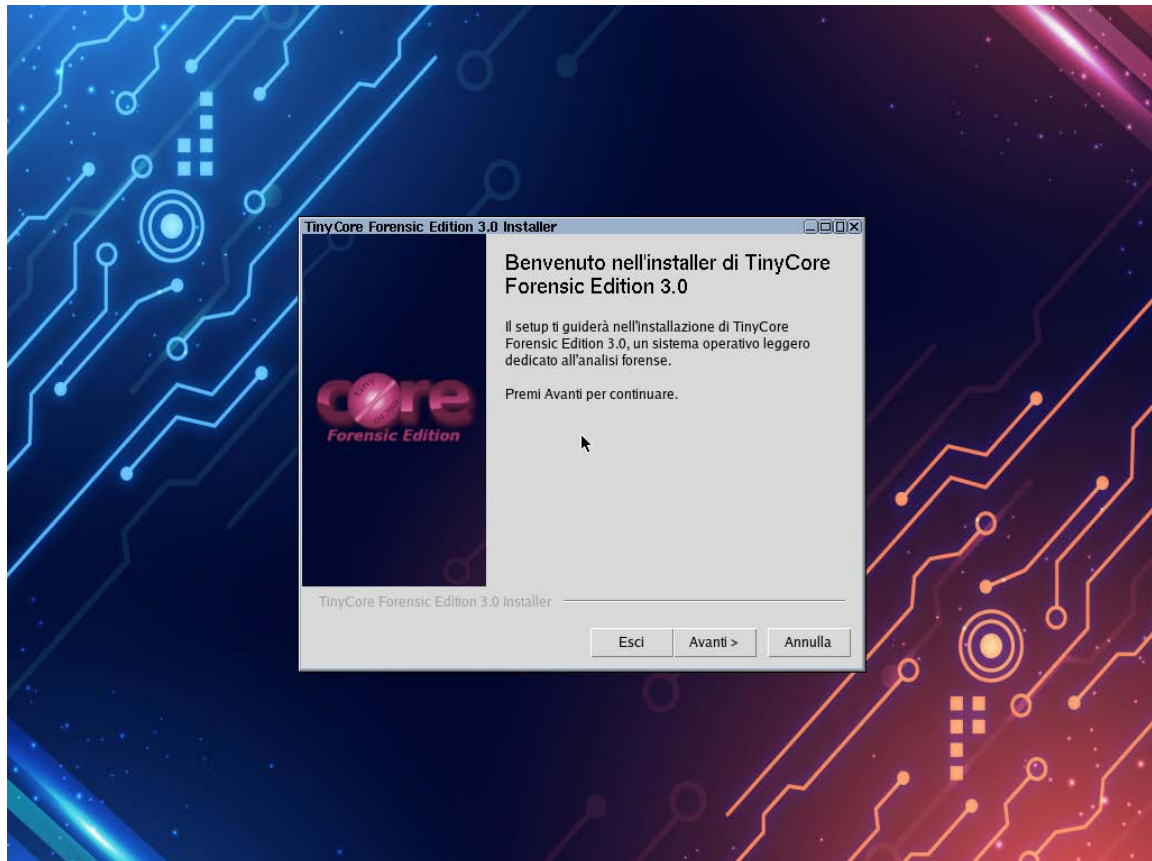 TinyCore Forensic Edition 3.0 Installer
Benvenuto nell'installer di TinyCore
Forensic Edition 3.0
Il setup ti guiderà nell'installazione di TinyCore
Forensic Edition 3.0, un sistema operativo leggero
dedicato all'analisi forense.
Premi Avanti per continuare.
core
tiny
Forensic Edition
TinyCore Forensic Edition 3.0 Installer
Esci
Avanti >
Annulla